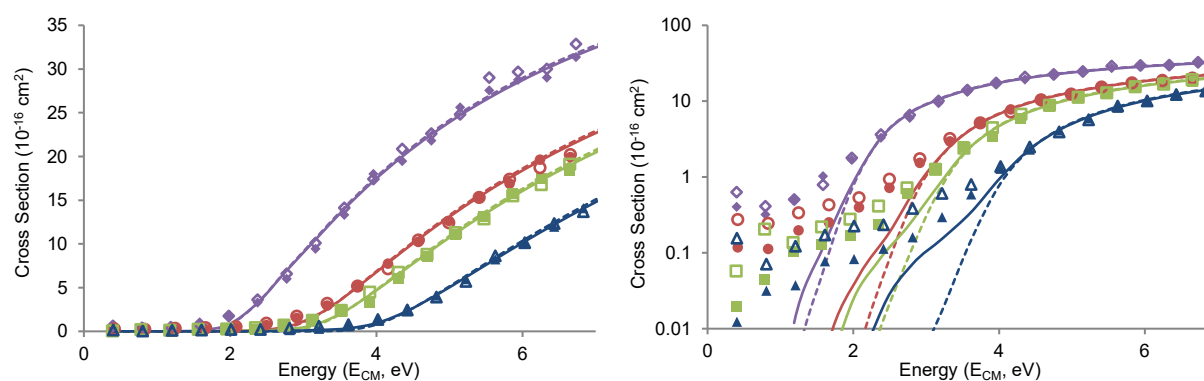 35
30
25
20
15
10
5
0
Cross Section (10⁻¹⁶ cm²)
0 2 4 6
Energy (E_CM, eV)
100
10
1
0.1
0.01
Cross Section (10⁻¹⁶ cm²)
0 2 4 6
Energy (E_CM, eV)